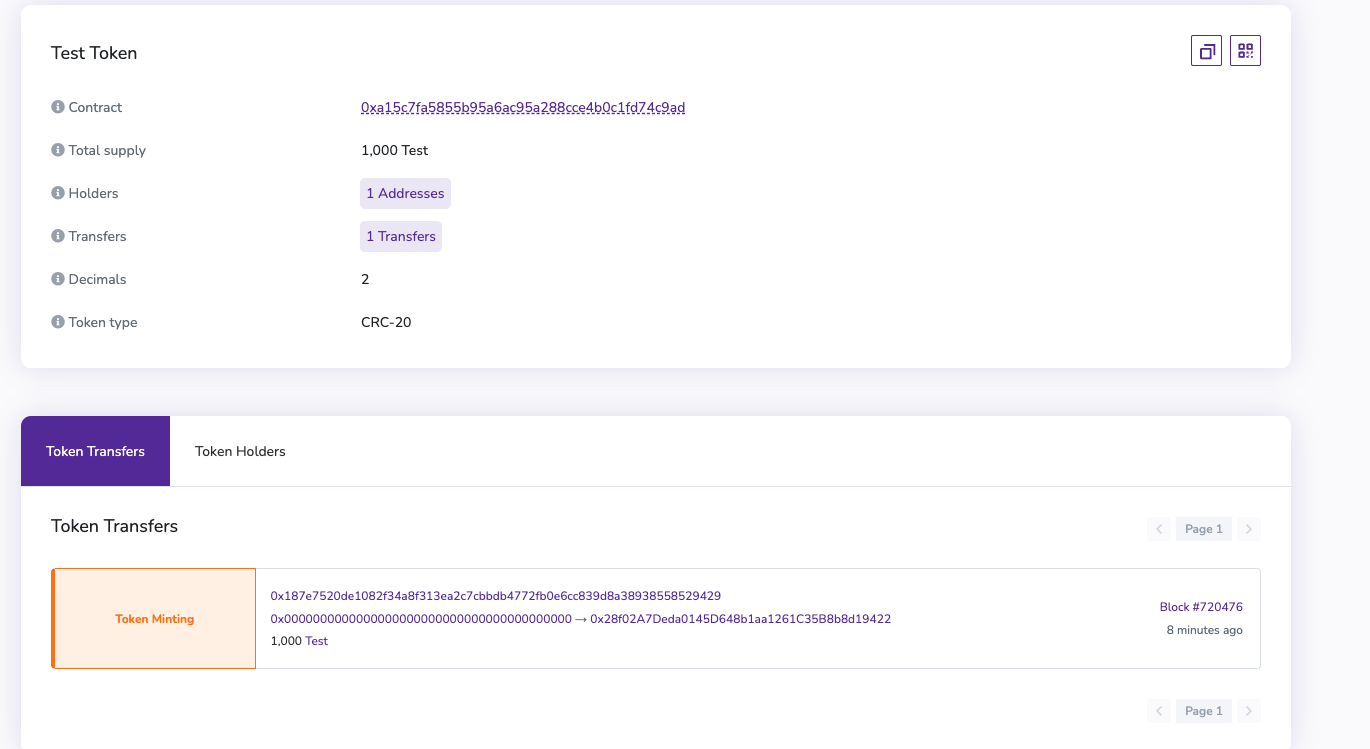 Test Token
Contract 0xa15c7fa5855b95a6ac95a288cce4b0c1fd74c9ad
Total supply 1,000 Test
Holders 1 Addresses
Transfers 1 Transfers
Decimals 2
Token type CRC-20
Token Transfers Token Holders
Token Transfers
Page 1
Token Minting
0x187e7520de1082f34a8f313ea2c7cbbdb4772fb0e6cc839d8a38938558529429
0x0000000000000000000000000000000000000000 → 0x28f02A7Deda0145D648b1aa1261C35B8b8d19422
1,000 Test
Block #720476
8 minutes ago
Page 1